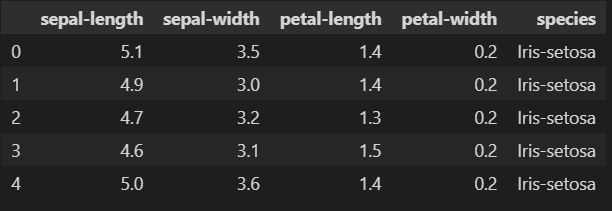 sepal-length sepal-width petal-length petal-width species
0 5.1 3.5 1.4 0.2 Iris-setosa
1 4.9 3.0 1.4 0.2 Iris-setosa
2 4.7 3.2 1.3 0.2 Iris-setosa
3 4.6 3.1 1.5 0.2 Iris-setosa
4 5.0 3.6 1.4 0.2 Iris-setosa